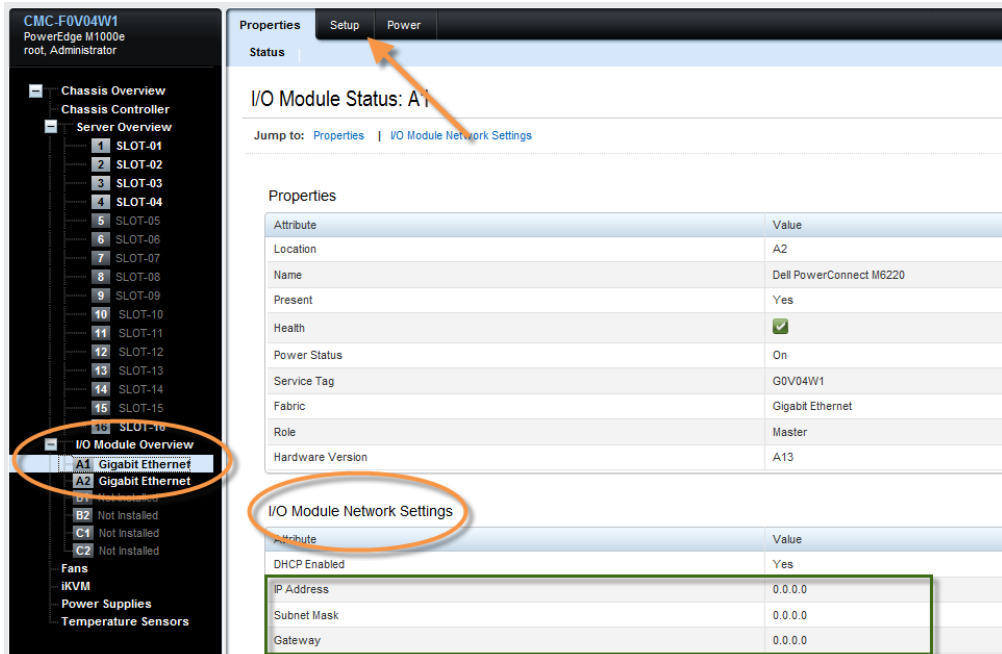 CMC-F0V04W1
PowerEdge M1000e
root, Administrator
Properties Setup Power
Status
Chassis Overview
Chassis Controller
Server Overview
1 SLOT-01
2 SLOT-02
3 SLOT-03
4 SLOT-04
5 SLOT-05
6 SLOT-06
7 SLOT-07
8 SLOT-08
9 SLOT-09
10 SLOT-10
11 SLOT-11
12 SLOT-12
13 SLOT-13
14 SLOT-14
15 SLOT-15
16 SLOT-16
I/O Module Overview
A1 Gigabit Ethernet
A2 Gigabit Ethernet
B1 Not Installed
B2 Not Installed
C1 Not Installed
C2 Not Installed
Fans
iKVM
Power Supplies
Temperature Sensors
I/O Module Status: A1
Jump to: Properties | I/O Module Network Settings
Properties
Attribute Value
Location A2
Name Dell PowerConnect M6220
Present Yes
Health
Power Status On
Service Tag G0V04W1
Fabric Gigabit Ethernet
Role Master
Hardware Version A13
I/O Module Network Settings
Attribute Value
DHCP Enabled Yes
IP Address 0.0.0.0
Subnet Mask 0.0.0.0
Gateway 0.0.0.0